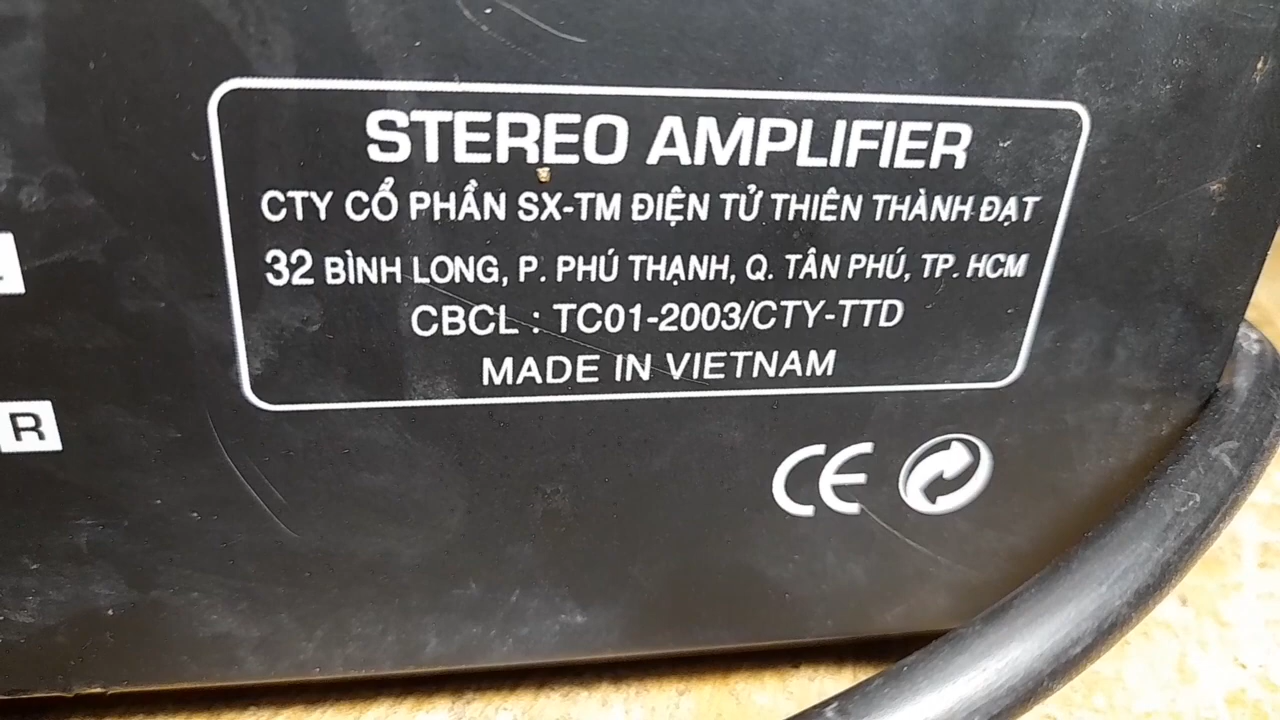 STEREO AMPLIFIER
CTY CỔ PHẦN SX-TM ĐIỆN TỬ THIÊN THÀNH ĐẠT
32 BÌNH LONG, P. PHÚ THẠNH, Q. TÂN PHÚ, TP. HCM
CBCL : TC01-2003/CTY-TTD
MADE IN VIETNAM
R
CE